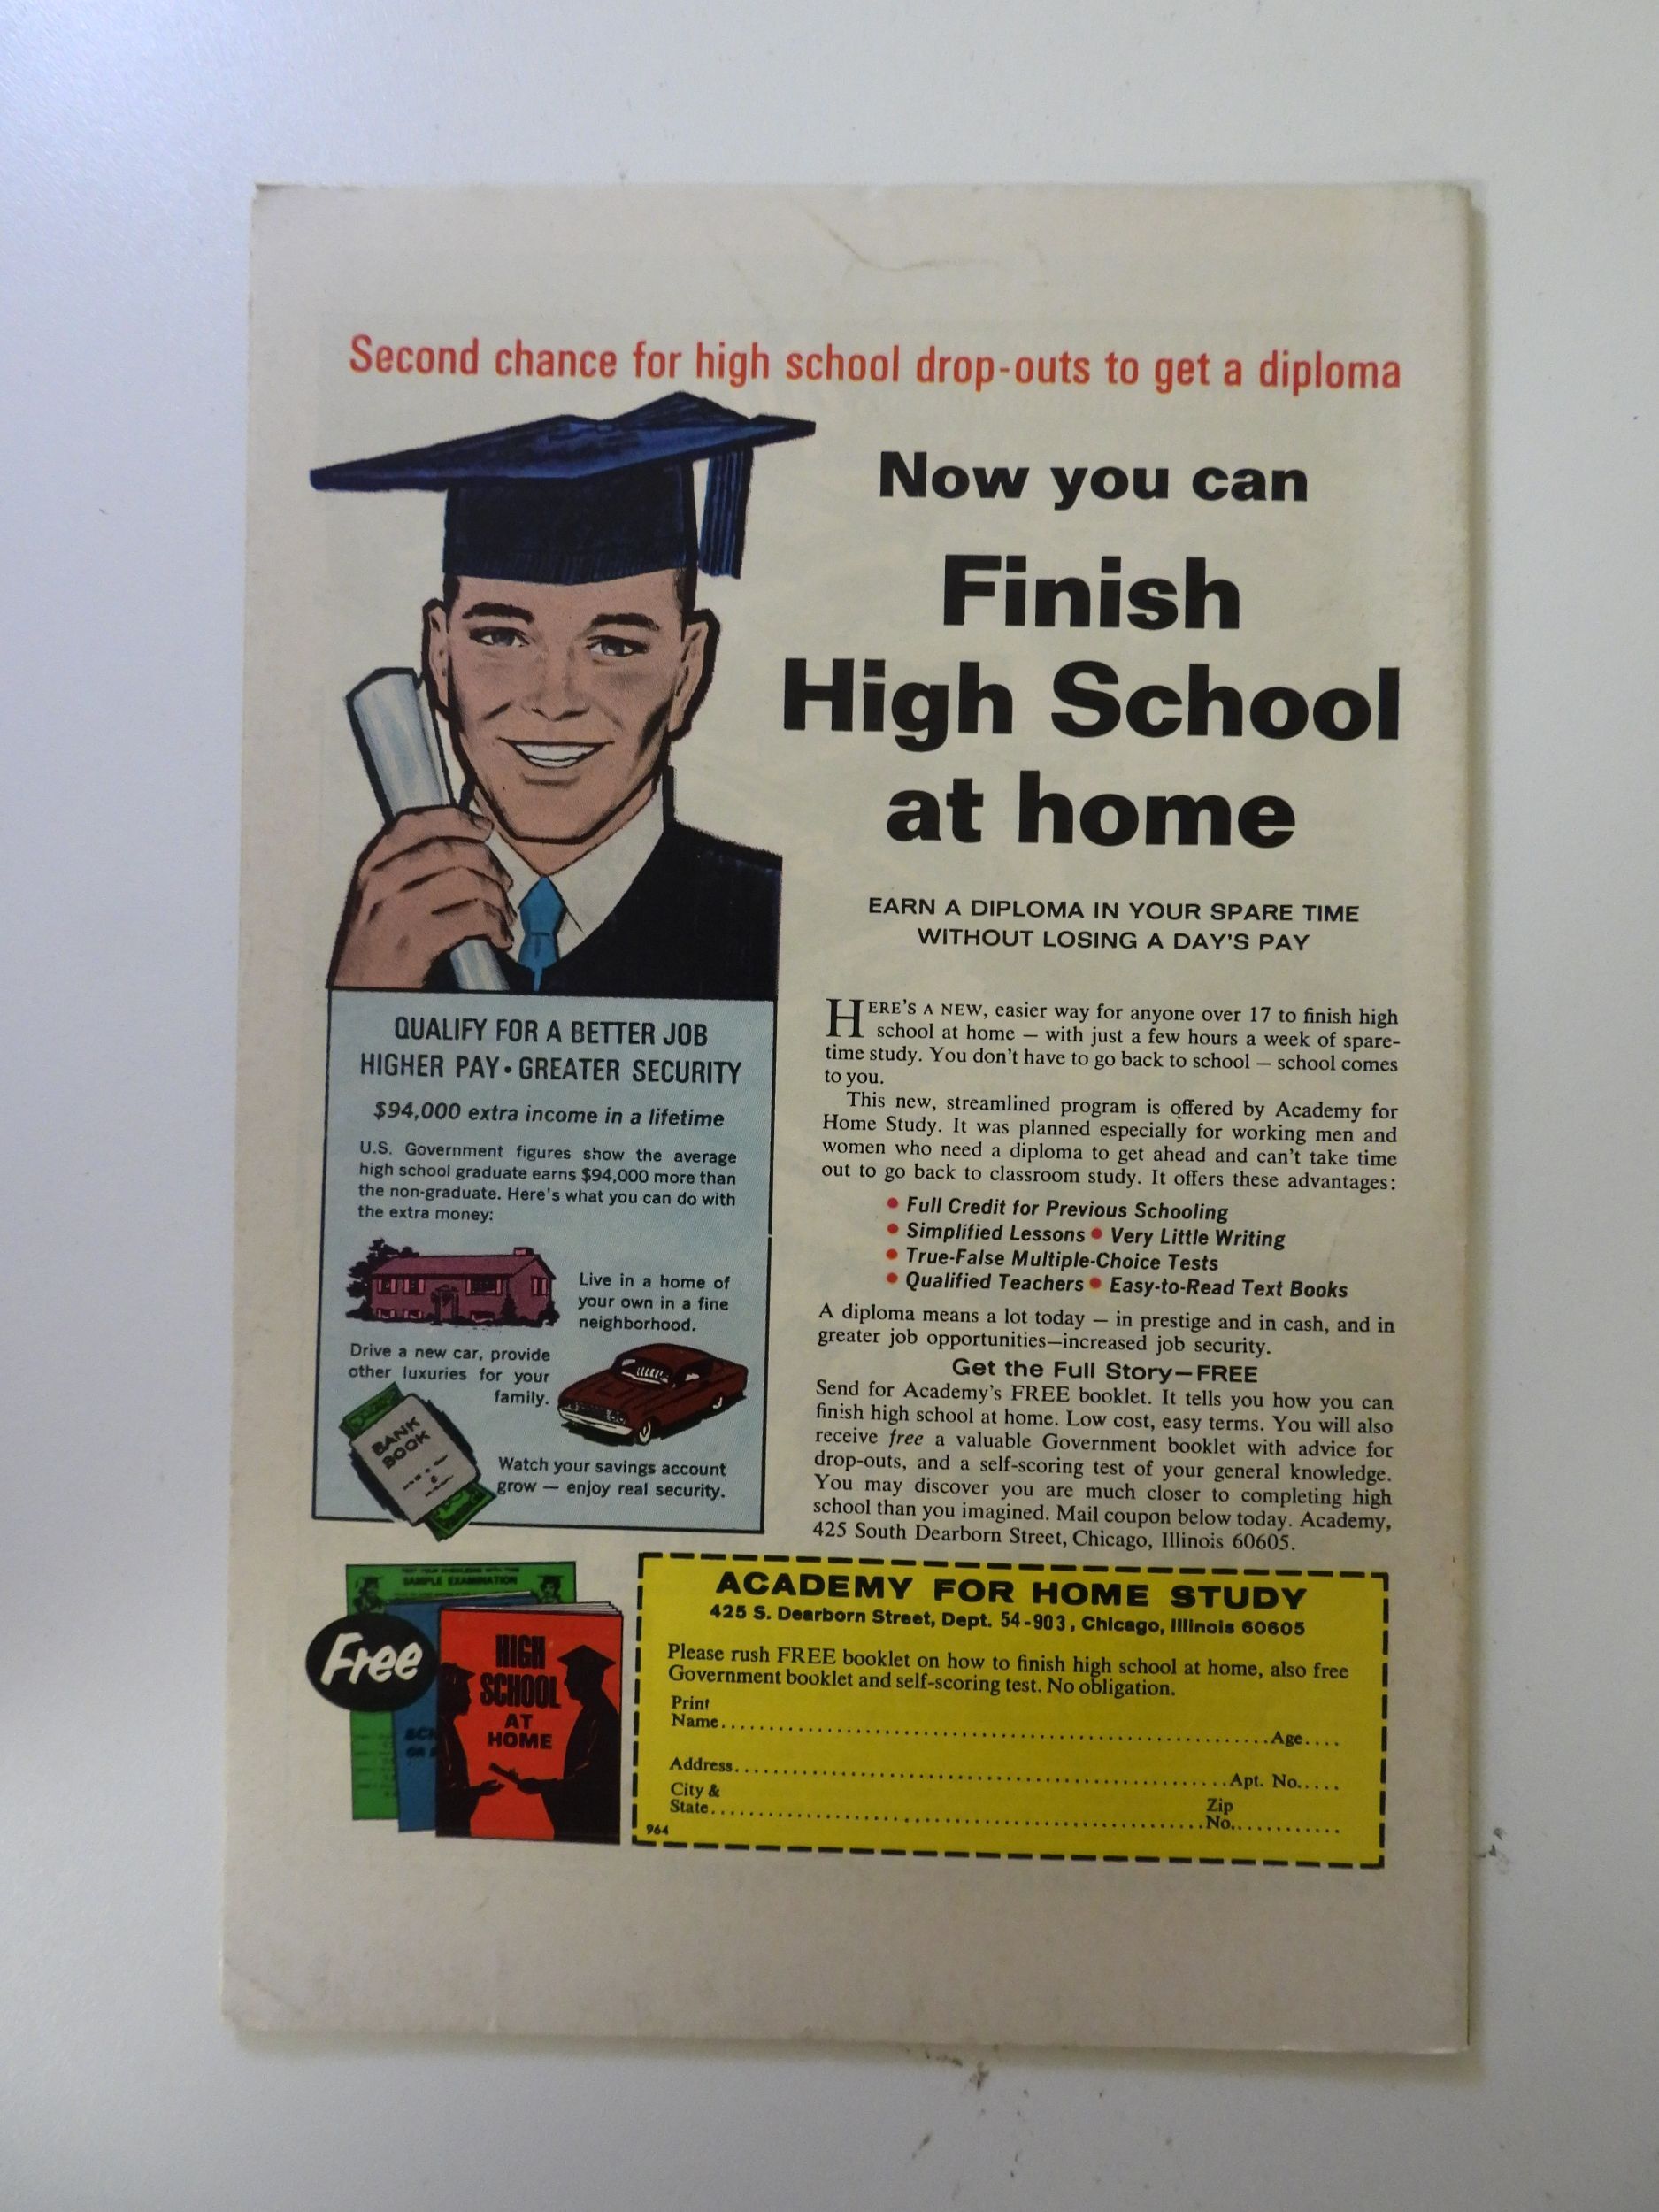 Second chance for high school drop-outs to get a diploma
Now you can
Finish
High School
at home
EARN A DIPLOMA IN YOUR SPARE TIME
WITHOUT LOSING A DAY'S PAY
QUALIFY FOR A BETTER JOB
HIGHER PAY • GREATER SECURITY
$94,000 extra income in a lifetime
U.S. Government figures show the average
high school graduate earns $94,000 more than
the non-graduate. Here's what you can do with
the extra money:
Live in a home of
your own in a fine
neighborhood.
Drive a new car, provide
other luxuries for your
family.
BANK
BOOK
Watch your savings account
grow — enjoy real security.
HERE'S A NEW, easier way for anyone over 17 to finish high
school at home — with just a few hours a week of spare-
time study. You don't have to go back to school — school comes
to you.
This new, streamlined program is offered by Academy for
Home Study. It was planned especially for working men and
women who need a diploma to get ahead and can't take time
out to go back to classroom study. It offers these advantages:
• Full Credit for Previous Schooling
• Simplified Lessons • Very Little Writing
• True-False Multiple-Choice Tests
• Qualified Teachers • Easy-to-Read Text Books
A diploma means a lot today — in prestige and in cash, and in
greater job opportunities—increased job security.
Get the Full Story—FREE
Send for Academy's FREE booklet. It tells you how you can
finish high school at home. Low cost, easy terms. You will also
receive free a valuable Government booklet with advice for
drop-outs, and a self-scoring test of your general knowledge.
You may discover you are much closer to completing high
school than you imagined. Mail coupon below today. Academy,
425 South Dearborn Street, Chicago, Illinois 60605.
SAMPLE EXAMINATION
Free
HIGH
SCHOOL
AT
HOME
ACADEMY FOR HOME STUDY
425 S. Dearborn Street, Dept. 54-903, Chicago, Illinois 60605
Please rush FREE booklet on how to finish high school at home, also free
Government booklet and self-scoring test. No obligation.
Print
Name.....Age....
Address.....Apt. No.....
City &
State.....Zip
No.....
964